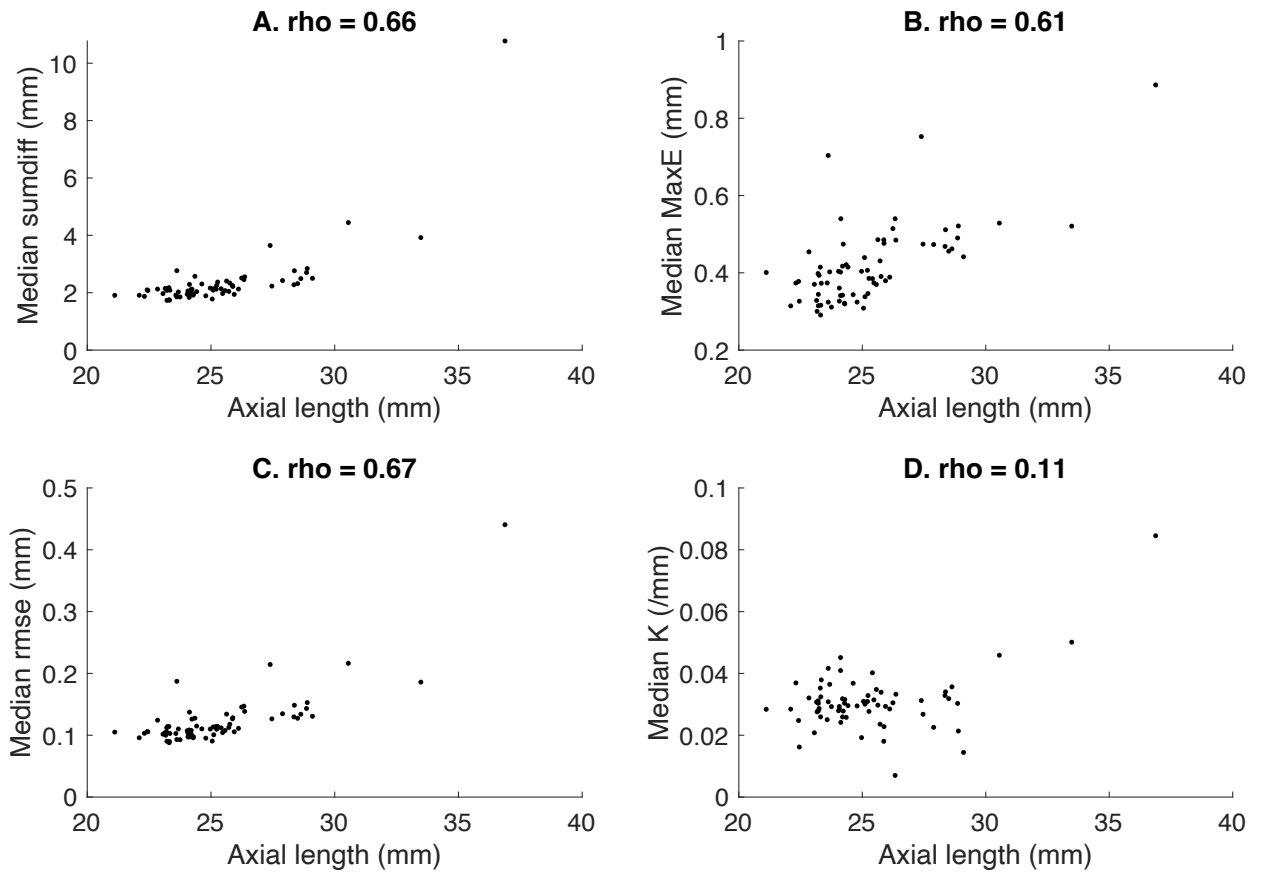 A. rho = 0.66
Median sumdiff (mm)
10
8
6
4
2
0
20 25 30 35 40
Axial length (mm)
B. rho = 0.61
Median MaxE (mm)
1
0.8
0.6
0.4
0.2
20 25 30 35 40
Axial length (mm)
C. rho = 0.67
Median rmse (mm)
0.5
0.4
0.3
0.2
0.1
0
20 25 30 35 40
Axial length (mm)
D. rho = 0.11
Median K (/mm)
0.1
0.08
0.06
0.04
0.02
0
20 25 30 35 40
Axial length (mm)